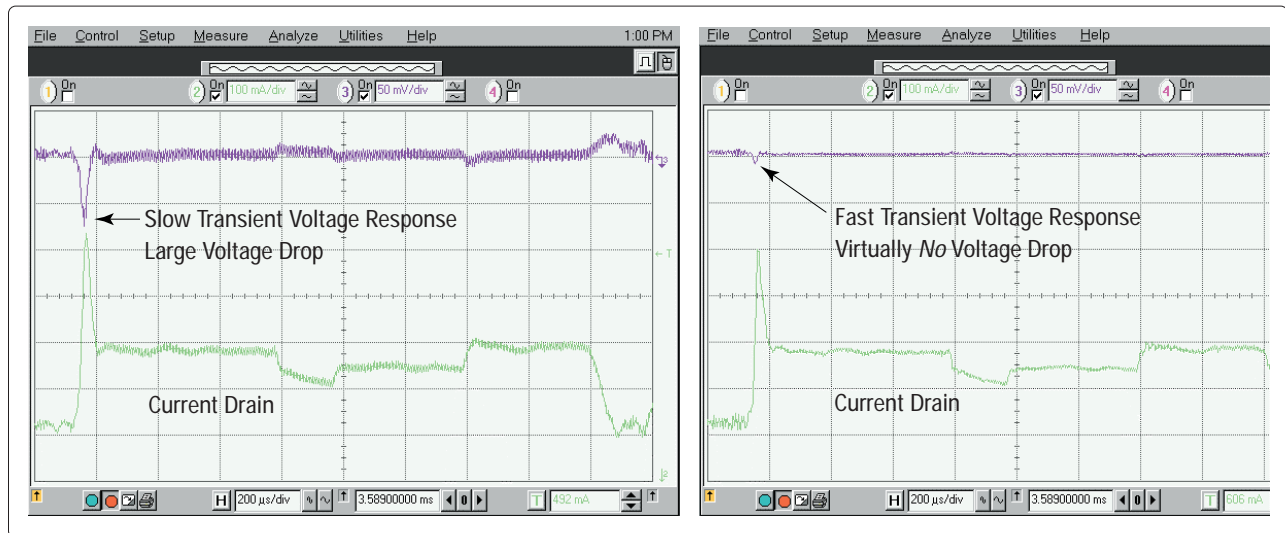 File Control Setup Measure Analyze Utilities Help 1:00 PM
1 On 2 On 100 mA/div 3 On 50 mV/div 4 On
3
Slow Transient Voltage Response
Large Voltage Drop
T
Current Drain
2
H 200 µs/div 3.58900000 ms 0 T 492 mA
File Control Setup Measure Analyze Utilities Help
1 On 2 On 100 mA/div 3 On 50 mV/div 4 On
Fast Transient Voltage Response
Virtually No Voltage Drop
Current Drain
H 200 µs/div 3.58900000 ms 0 T 606 mA